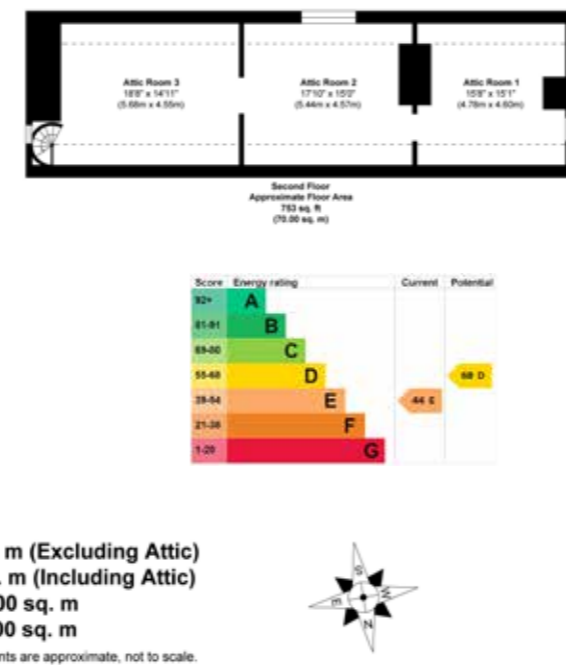 Attic Room 3
18'8" x 14'11"
(5.68m x 4.55m)
Attic Room 2
17'10" x 15'0"
(5.44m x 4.57m)
Attic Room 1
15'8" x 15'1"
(4.78m x 4.60m)
Second Floor
Approximate Floor Area
753 sq. ft
(70.00 sq. m)
Score Energy rating Current Potential
92+ A
81-91 B
69-80 C
55-68 D 68 D
39-54 E 44 E
21-38 F
1-20 G
m (Excluding Attic)
. m (Including Attic)
00 sq. m
00 sq. m
nts are approximate, not to scale.
S
W
E
N